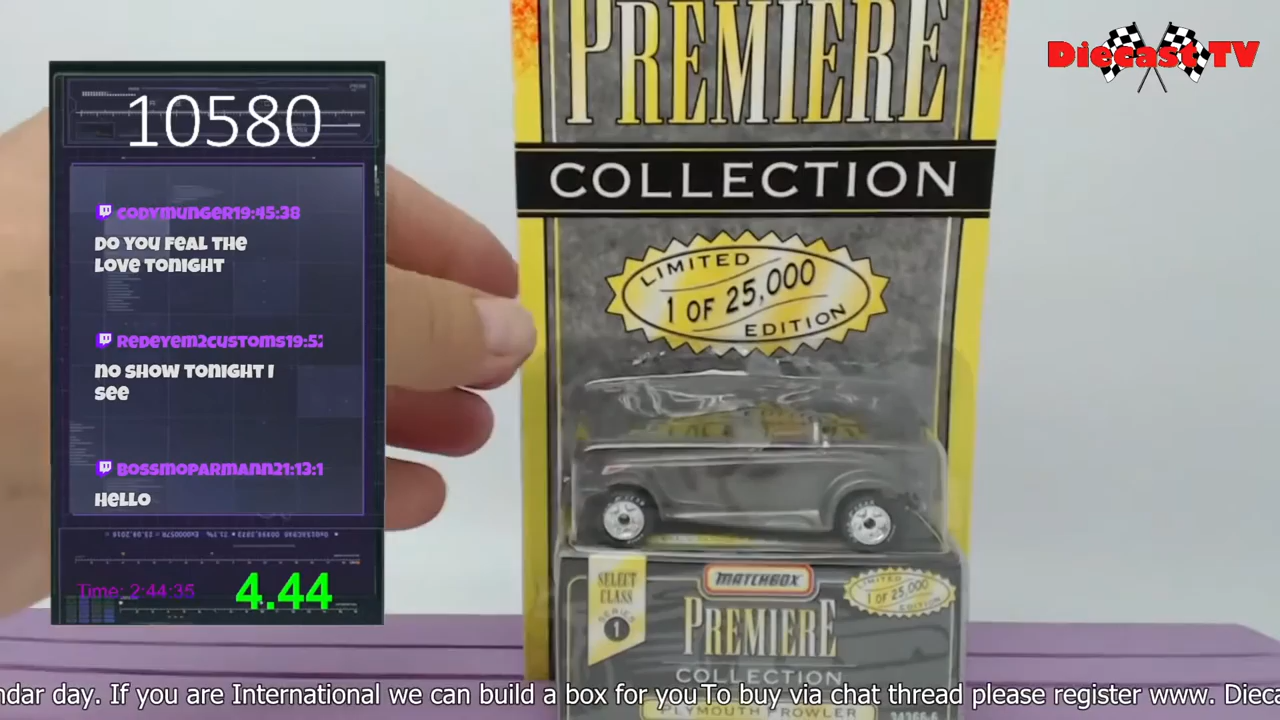 PREMIERE
COLLECTION
LIMITED
1 OF 25,000
EDITION
Diecast TV
10580
CODYMUNGER19:45:38
DO YOU FEAL THE
LOVE TONIGHT
REDEYEM2CUSTOMS19:52
NO SHOW TONIGHT I
SEE
BOSSMOPARMANN21:13:1
HELLO
Time: 2:44:35
4.44
SELECT
CLASS
SERIES
1
MATCHBOX
PREMIERE
COLLECTION
PLYMOUTH PROWLER
LIMITED
1 OF 25,000
EDITION
ndar day. If you are International we can build a box for you To buy via chat thread please register www. Dieca